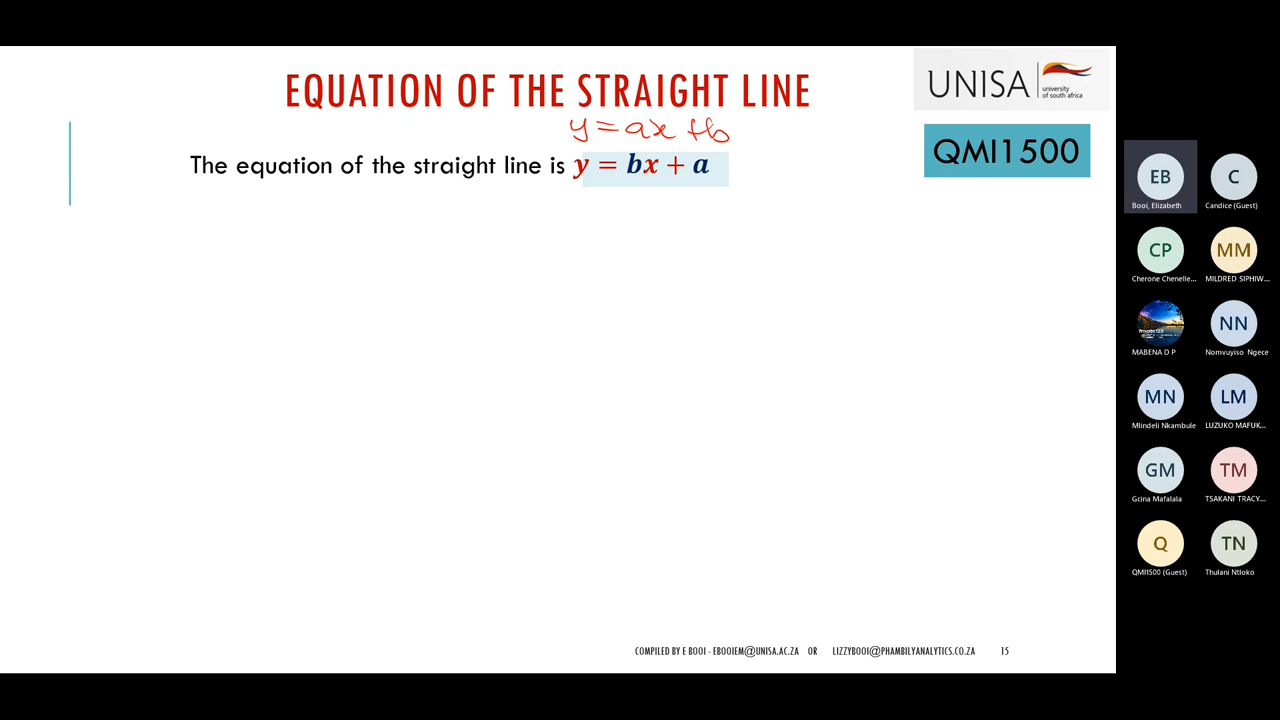 EQUATION OF THE STRAIGHT LINE
UNISA
university
of south africa
y = ax + b
The equation of the straight line is y = bx + a
QMI1500
EB
Booi, Elizabeth
C
Candice (Guest)
CP
Cherone Chenelle...
MM
MILDRED SIPHIW...
MABENA D P
NN
Nomvuyiso Ngece
MN
Mlindeli Nkambule
LM
LUZUKO MAFUK...
GM
Gcina Mafalala
TM
TSAKANI TRACY...
Q
QMI1500 (Guest)
TN
Thulani Ntloko
COMPILED BY E BOOI - EBOOIEM@UNISA.AC.ZA OR LIZZYBOOI@PHAMBILYANALYTICS.CO.ZA 15